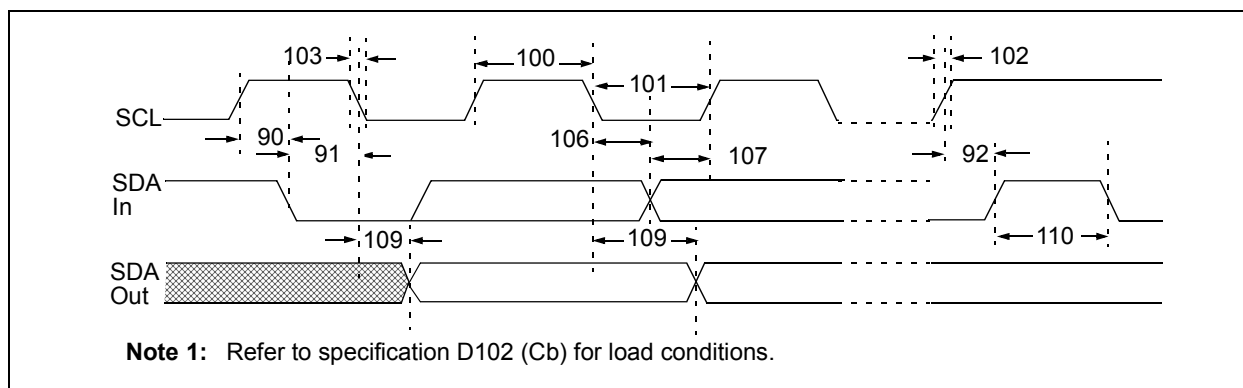 103
100
102
101
SCL
90
106
91
107
92
SDA
In
109
109
110
SDA
Out
Note 1: Refer to specification D102 (Cb) for load conditions.